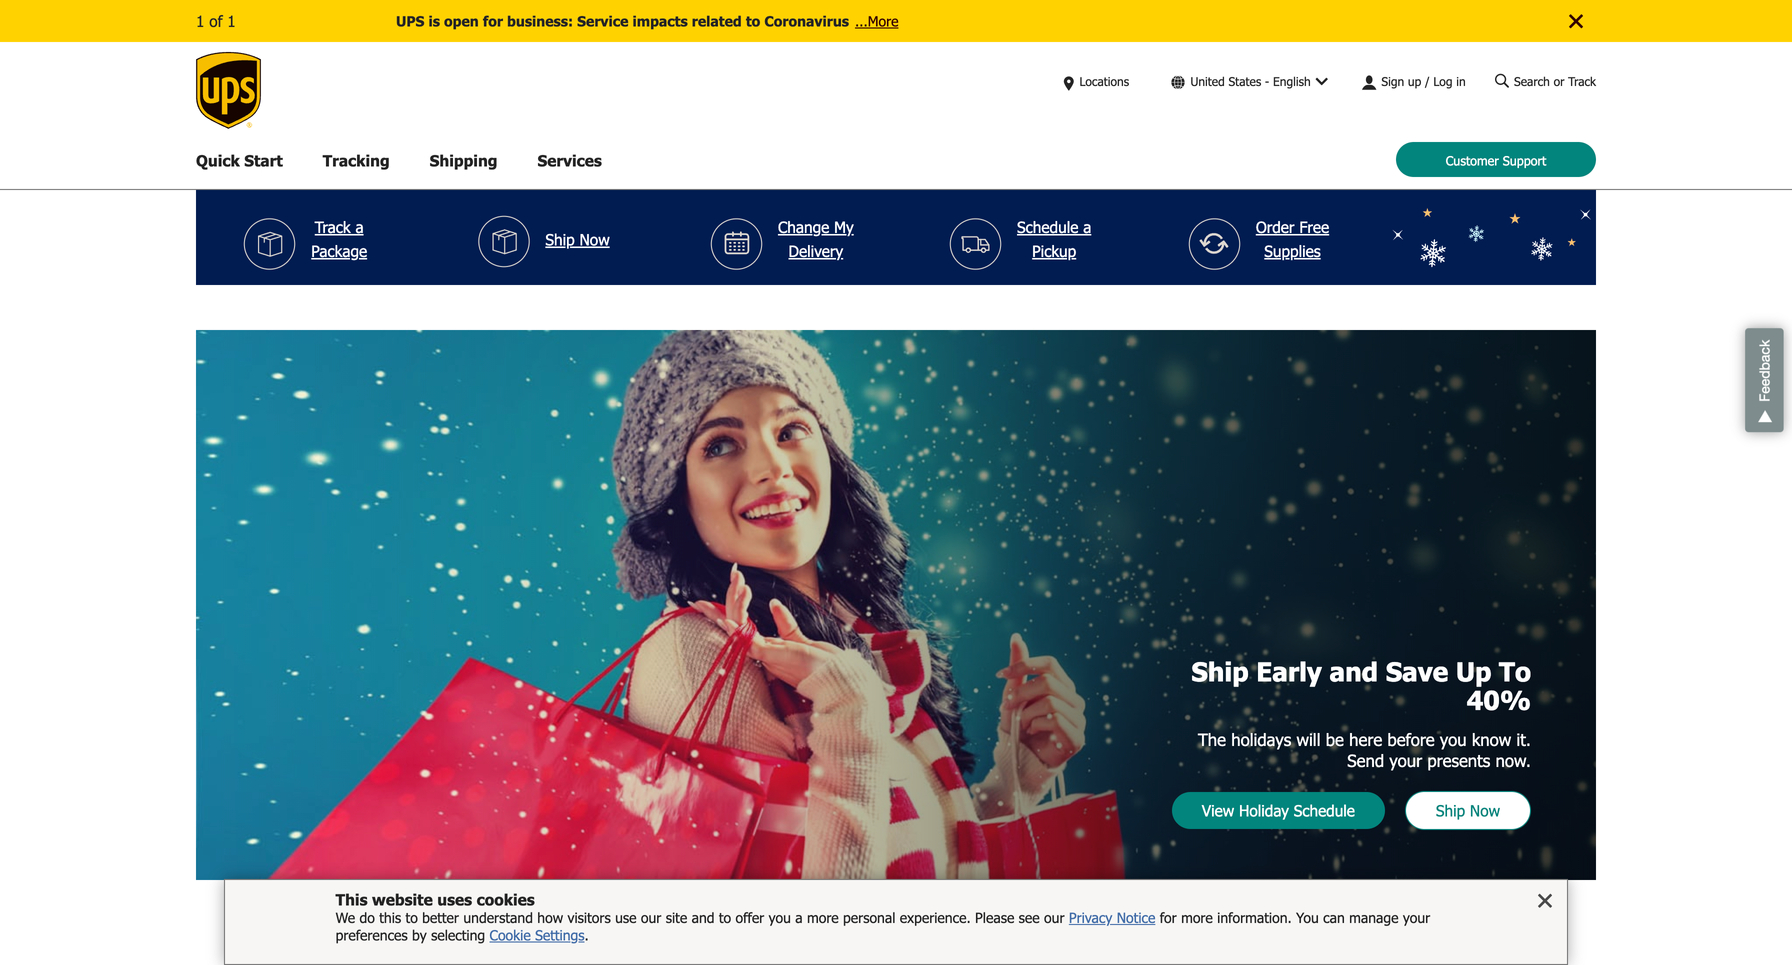 1 of 1
UPS is open for business: Service impacts related to Coronavirus ...More
ups
Locations
United States - English
Sign up / Log in
Search or Track
Quick Start
Tracking
Shipping
Services
Customer Support
Track a
Package
Ship Now
Change My
Delivery
Schedule a
Pickup
Order Free
Supplies
Feedback
Ship Early and Save Up To
40%
The holidays will be here before you know it.
Send your presents now.
View Holiday Schedule
Ship Now
This website uses cookies
We do this to better understand how visitors use our site and to offer you a more personal experience. Please see our Privacy Notice for more information. You can manage your
preferences by selecting Cookie Settings.